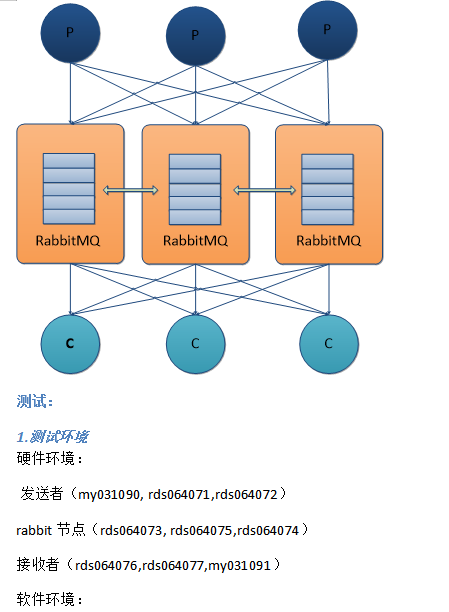 P P P
RabbitMQ RabbitMQ RabbitMQ
C C C
测试：
1.测试环境
硬件环境：
发送者（my031090, rds064071,rds064072）
rabbit 节点（rds064073, rds064075,rds064074）
接收者（rds064076,rds064077,my031091）
软件环境：